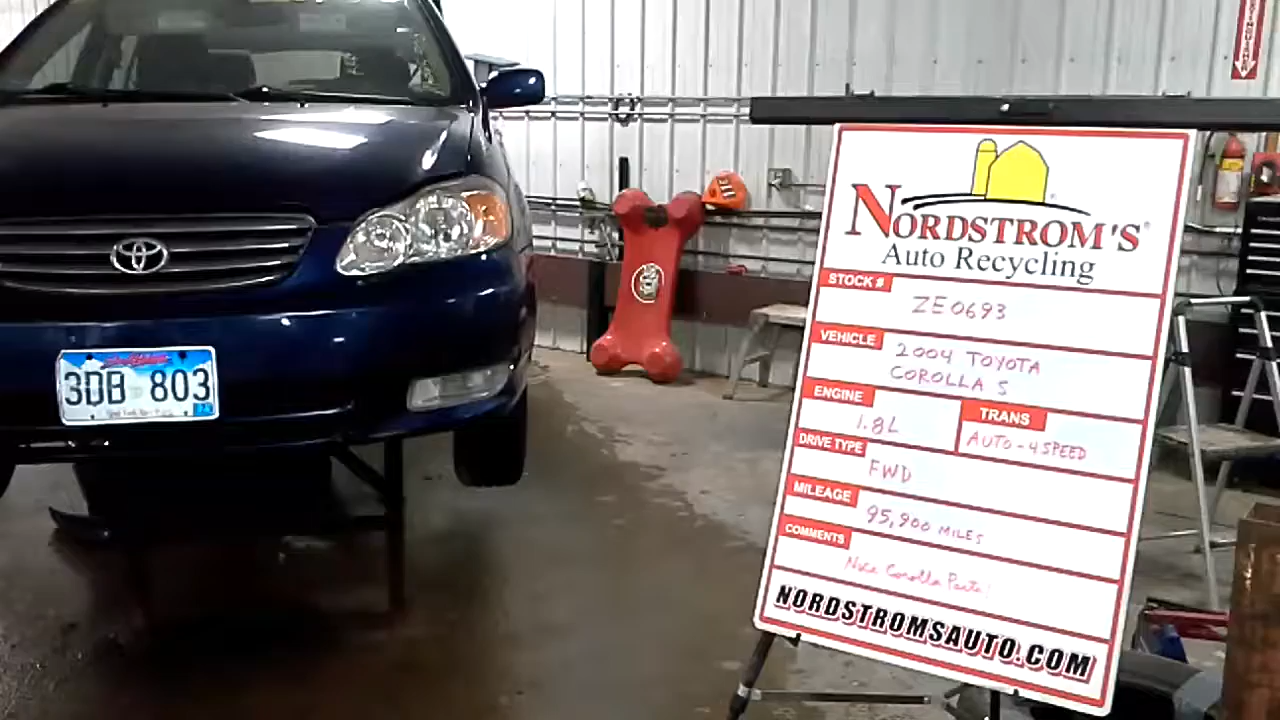 3DB 803
NORDSTROM'S
Auto Recycling
STOCK #
ZE0693
VEHICLE
2004 TOYOTA
COROLLA S
ENGINE
1.8L
TRANS
AUTO-4SPEED
DRIVE TYPE
FWD
MILEAGE
95,900 MILES
COMMENTS
Nice Corolla Parts!
NORDSTROMSAUTO.COM